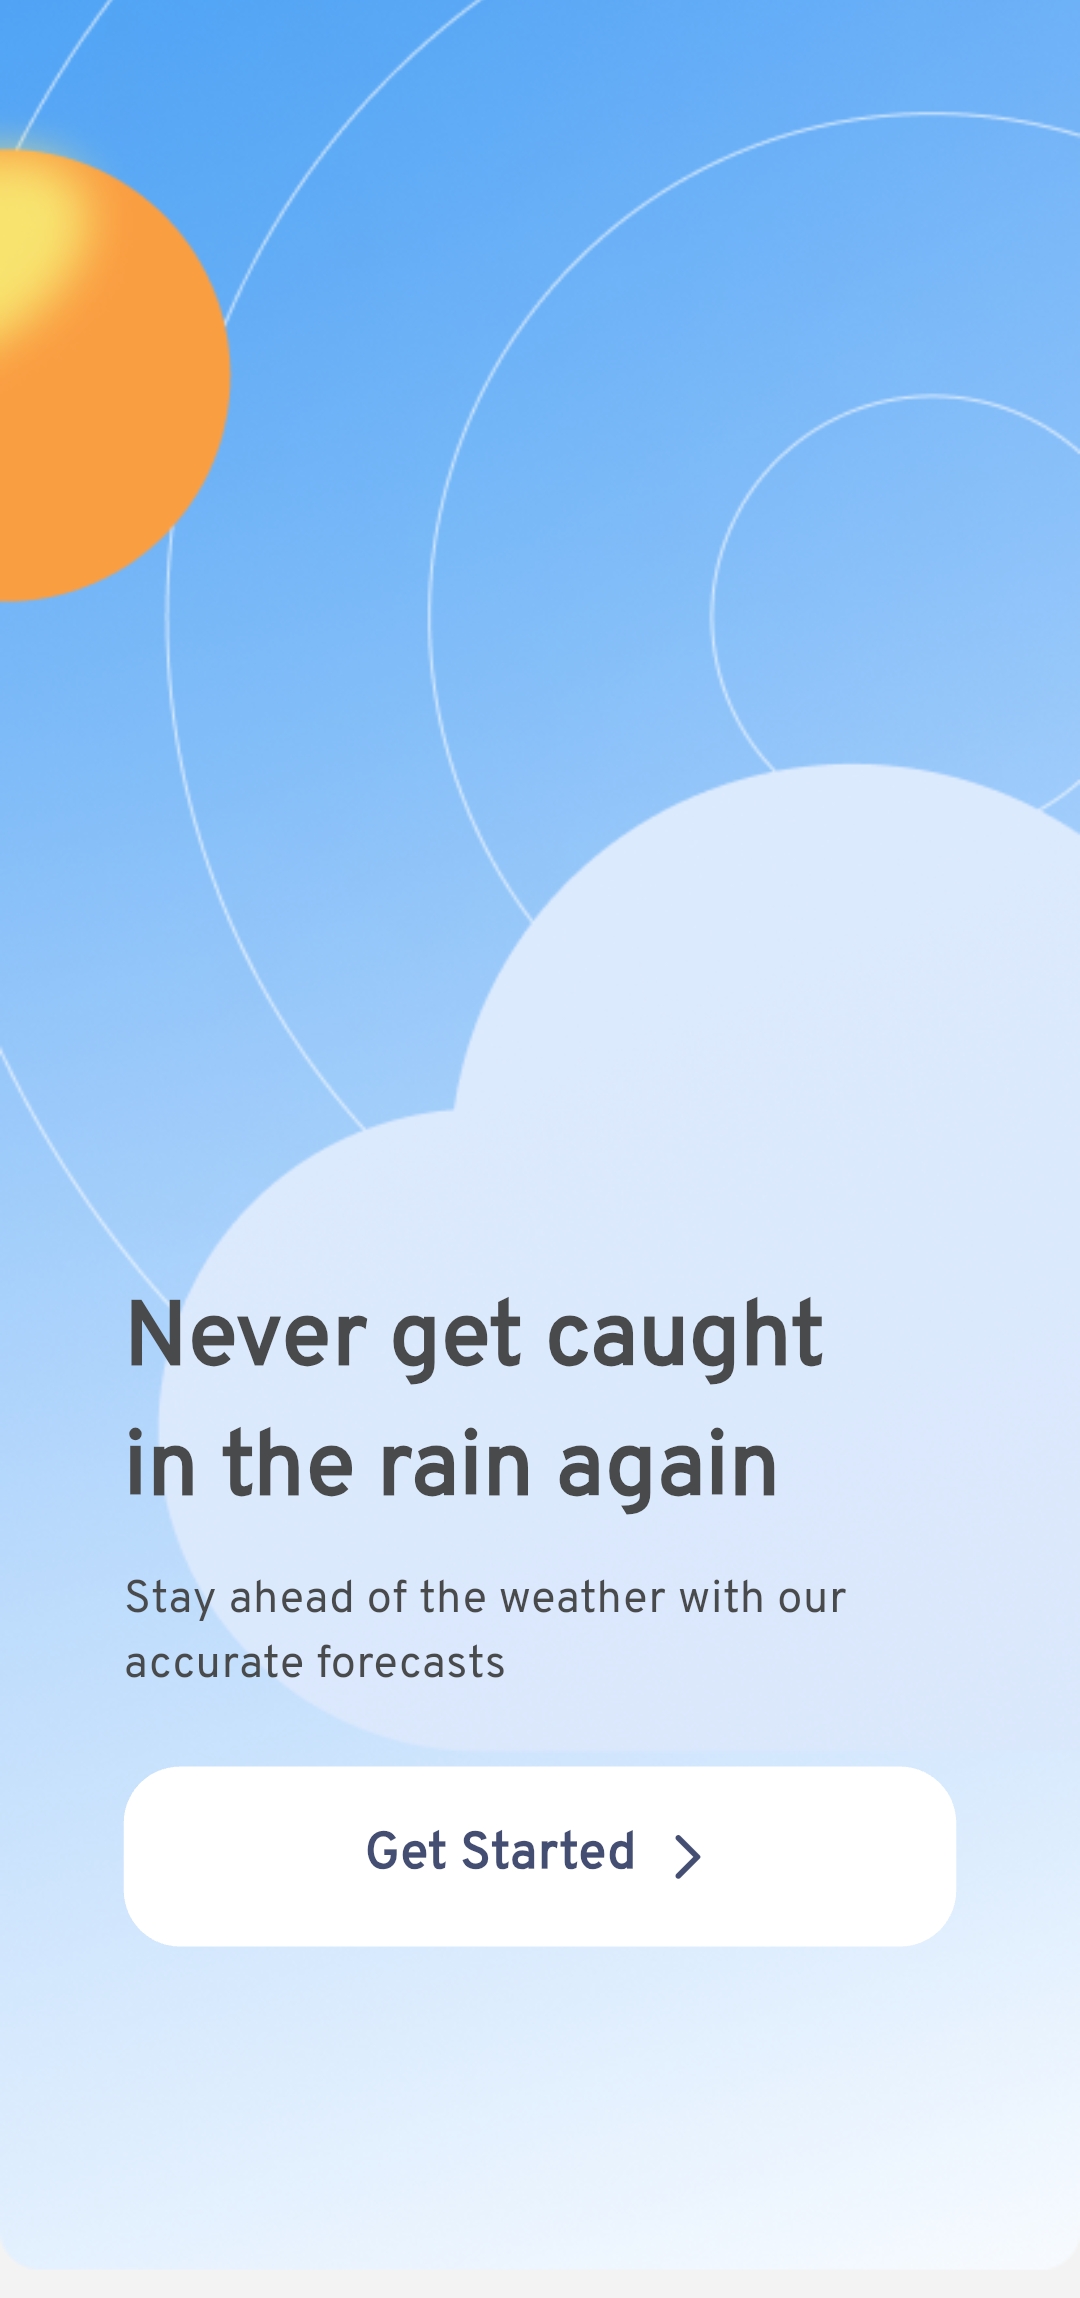 Never get caught
in the rain again
Stay ahead of the weather with our
accurate forecasts
Get Started